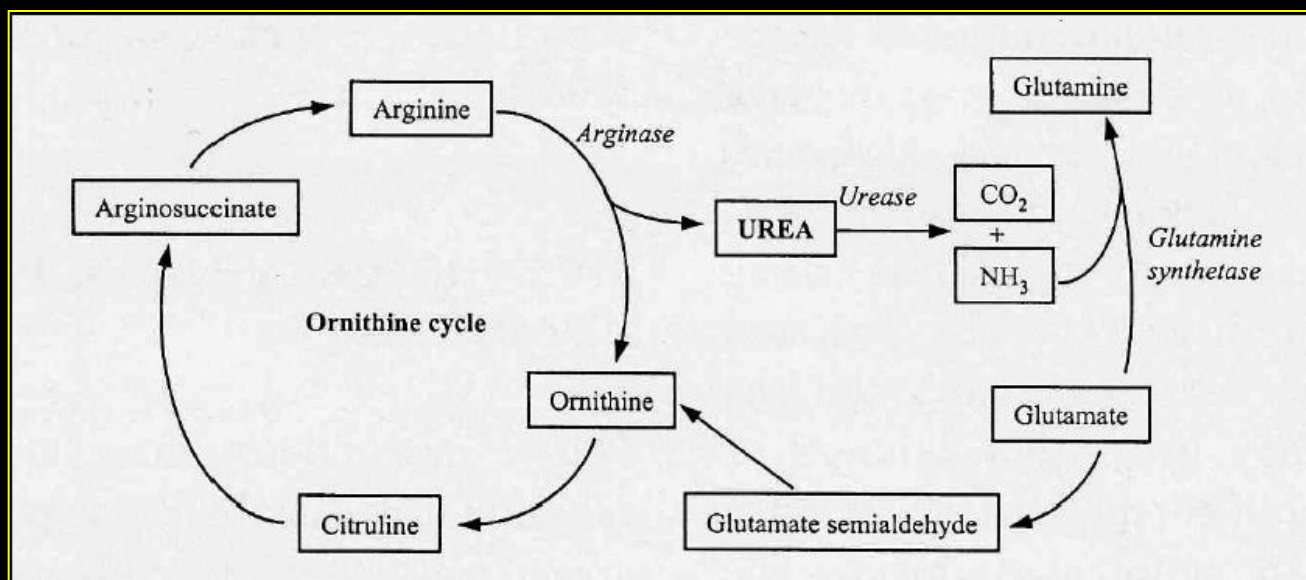 Glutamine
Arginine
Arginase
Arginosuccinate
UREA
Urease
CO₂
+
NH₃
Glutamine
synthetase
Ornithine cycle
Ornithine
Glutamate
Citruline
Glutamate semialdehyde